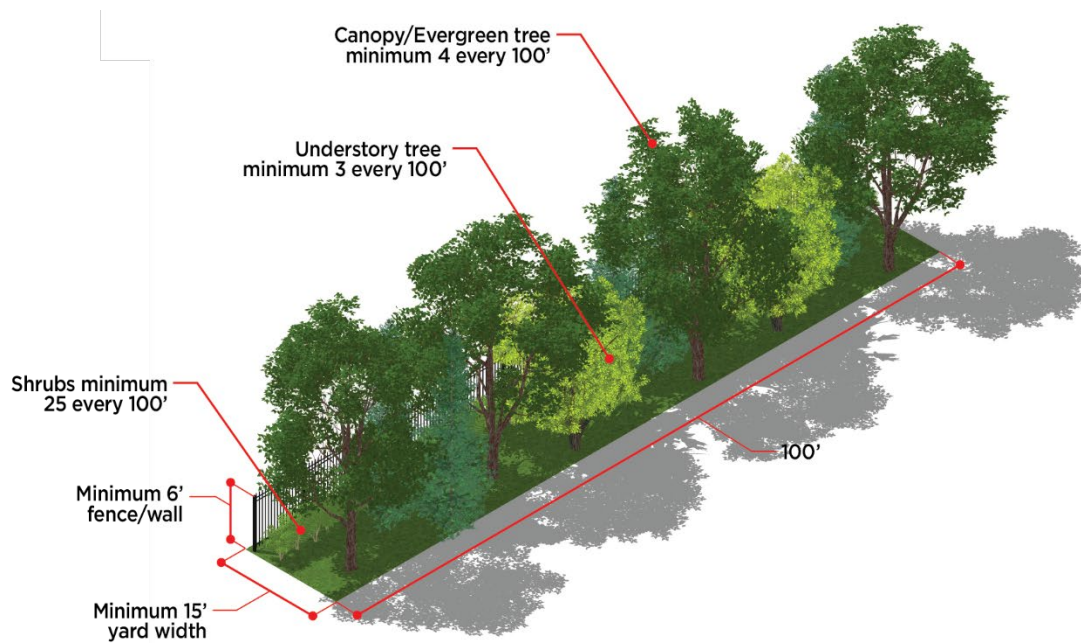 Canopy/Evergreen tree
minimum 4 every 100’
Understory tree
minimum 3 every 100’
Shrubs minimum
25 every 100’
Minimum 6’
fence/wall
Minimum 15’
yard width
100’